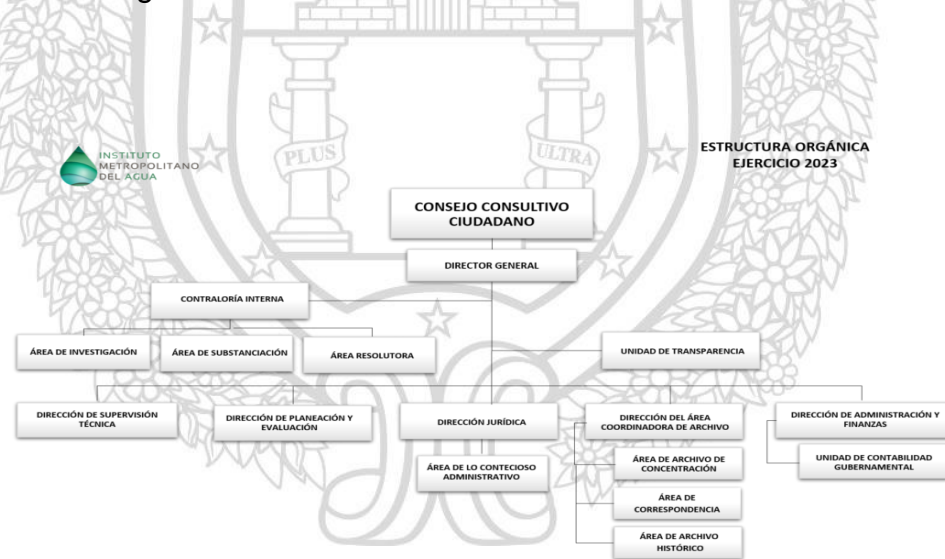 INSTITUTO
METROPOLITANO
DEL AGUA
ESTRUCTURA ORGÁNICA
EJERCICIO 2023
PLUS
ULTRA
CONSEJO CONSULTIVO
CIUDADANO
DIRECTOR GENERAL
CONTRALORÍA INTERNA
ÁREA DE INVESTIGACIÓN
ÁREA DE SUBSTANCIACIÓN
ÁREA RESOLUTORA
UNIDAD DE TRANSPARENCIA
DIRECCIÓN DE SUPERVISIÓN
TÉCNICA
DIRECCIÓN DE PLANEACIÓN Y
EVALUACIÓN
DIRECCIÓN JURÍDICA
DIRECCIÓN DEL ÁREA
COORDINADORA DE ARCHIVO
DIRECCIÓN DE ADMINISTRACIÓN Y
FINANZAS
ÁREA DE LO CONTECIOSO
ADMINISTRATIVO
ÁREA DE ARCHIVO DE
CONCENTRACIÓN
UNIDAD DE CONTABILIDAD
GUBERNAMENTAL
ÁREA DE
CORRESPONDENCIA
ÁREA DE ARCHIVO
HISTÓRICO